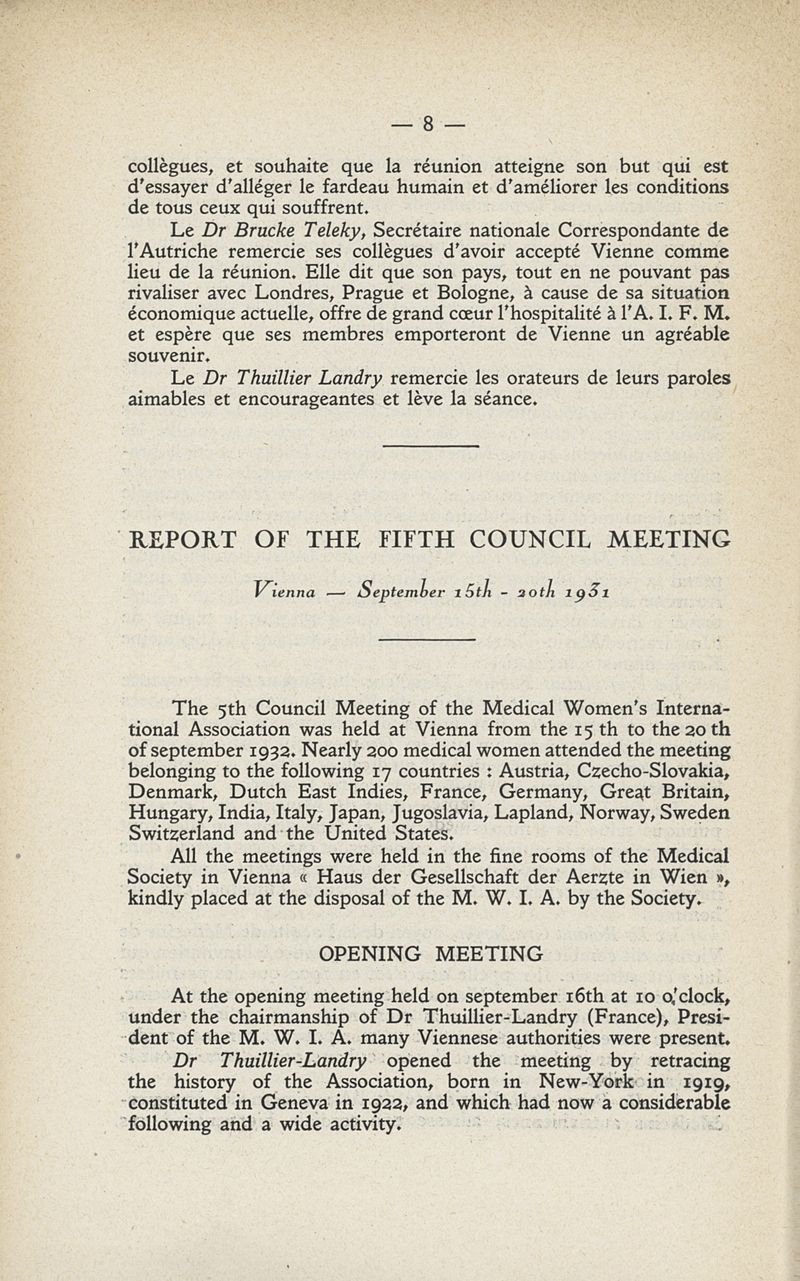 — 8 —
collègues, et souhaite que la réunion atteigne son but qui est
d'essayer d'alléger le fardeau humain et d'améliorer les conditions
de tous ceux qui souffrent.
Le Dr Brucke Teleky, Secrétaire nationale Correspondante de
l'Autriche remercie ses collègues d'avoir accepté Vienne comme
lieu de la réunion. Elle dit que son pays, tout en ne pouvant pas
rivaliser avec Londres, Prague et Bologne, à cause de sa situation
économique actuelle, offre de grand cœur l'hospitalité à l'A. I. F. M.
et espère que ses membres emporteront de Vienne un agréable
souvenir.
Le Dr Thuillier Landry remercie les orateurs de leurs paroles
aimables et encourageantes et lève la séance.
REPORT OF THE FIFTH COUNCIL MEETING
Vienna — September 15th - 20th 1931
The 5th Council Meeting of the Medical Women's Interna-
tional Association was held at Vienna from the 15 th to the 20 th
of september 1932. Nearly 200 medical women attended the meeting
belonging to the following 17 countries : Austria, Czecho-Slovakia,
Denmark, Dutch East Indies, France, Germany, Great Britain,
Hungary, India, Italy, Japan, Jugoslavia, Lapland, Norway, Sweden
Switzerland and the United States.
All the meetings were held in the fine rooms of the Medical
Society in Vienna « Haus der Gesellschaft der Aerzte in Wien »,
kindly placed at the disposal of the M. W. I. A. by the Society.
OPENING MEETING
At the opening meeting held on september 16th at 10 o,'clock,
under the chairmanship of Dr Thuillier-Landry (France), Presi-
dent of the M. W. I. A. many Viennese authorities were present.
Dr Thuillier-Landry opened the meeting by retracing
the history of the Association, born in New-York in 1919,
constituted in Geneva in 1922, and which had now a considerable
following and a wide activity.